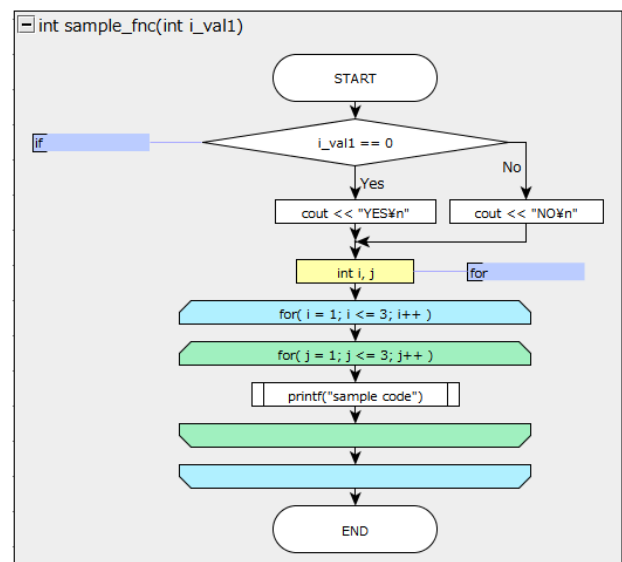 int sample_fnc(int i_val1)
START
if
i_val1 == 0
Yes
No
cout << "YES¥n"
cout << "NO¥n"
int i, j
for
for( i = 1; i <= 3; i++ )
for( j = 1; j <= 3; j++ )
printf("sample code")
END